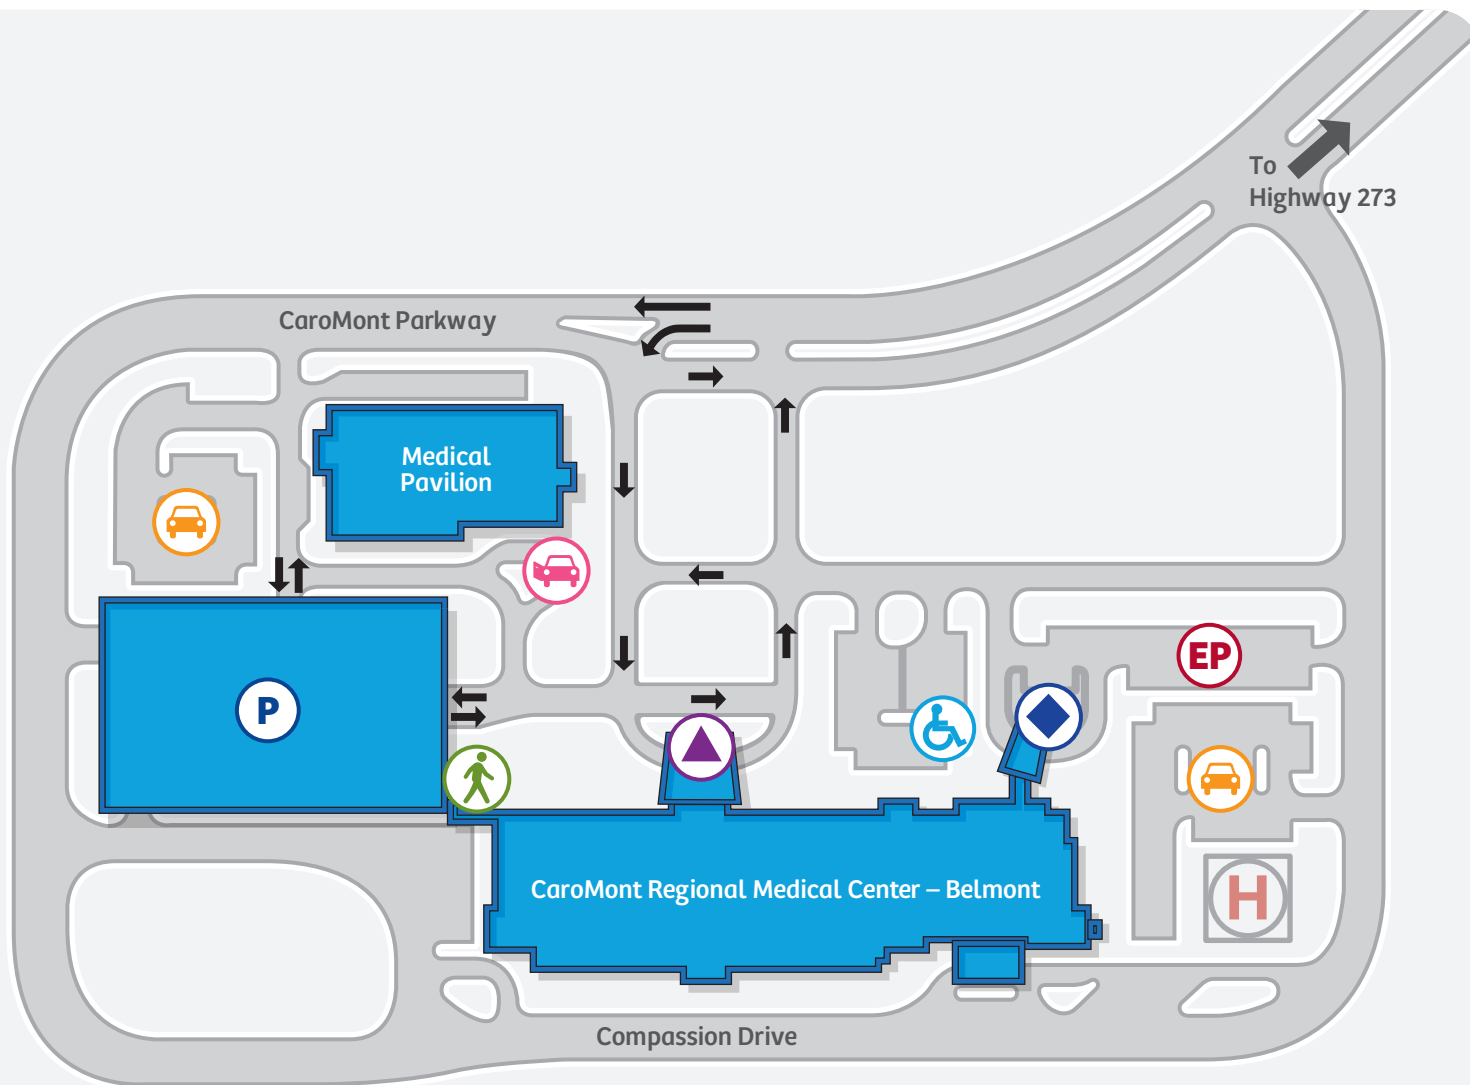 To
Highway 273
CaroMont Parkway
Medical
Pavilion
EP
P
CaroMont Regional Medical Center – Belmont
H
Compassion Drive